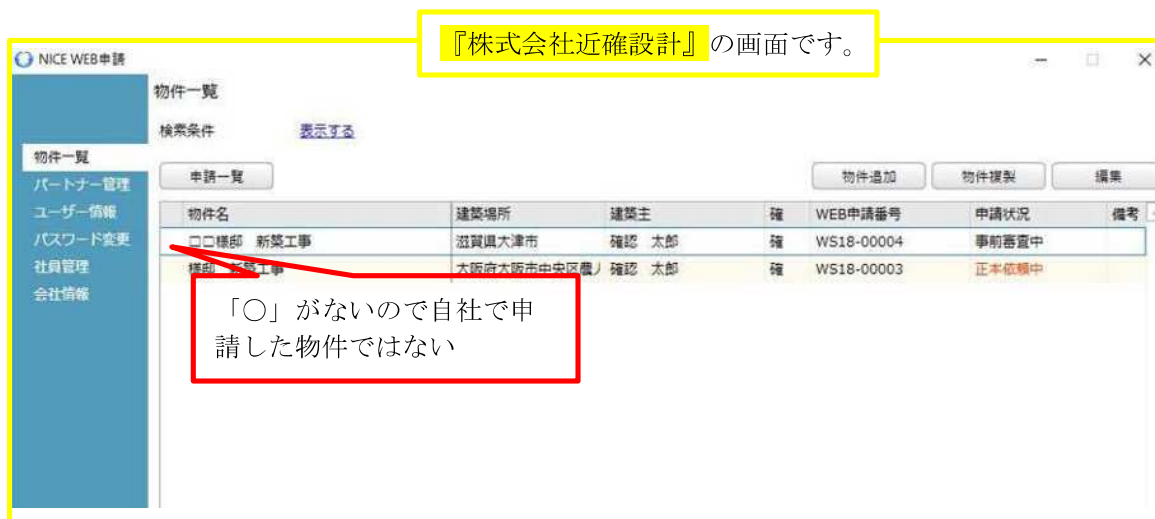 『株式会社近確設計』の画面です。
NICE WEB申請
物件一覧
検索条件 表示する
物件一覧
パートナー管理
ユーザー情報
パスワード変更
社員管理
会社情報
申請一覧 物件追加 物件複製 編集
物件名 建築場所 建築主 確 WEB申請番号 申請状況 備考
□□様邸 新築工事 滋賀県大津市 確認 太郎 確 WS18-00004 事前審査中
様邸 新築工事 大阪府大阪市中央区農 確認 太郎 確 WS18-00003 正本依頼中
「○」がないので自社で申
請した物件ではない